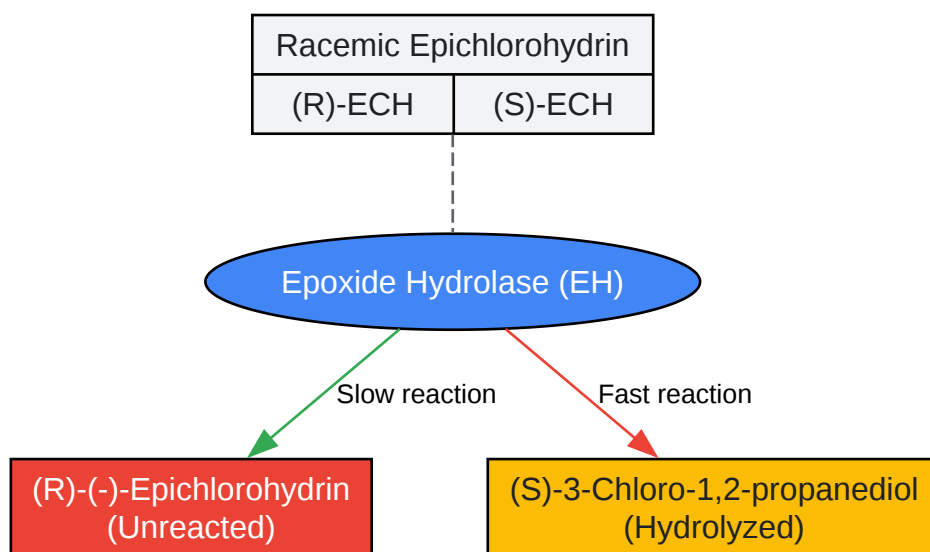 Racemic Epichlorohydrin
(R)-ECH
(S)-ECH
Epoxide Hydrolase (EH)
Slow reaction
Fast reaction
(R)-(-)-Epichlorohydrin
(Unreacted)
(S)-3-Chloro-1,2-propanediol
(Hydrolyzed)